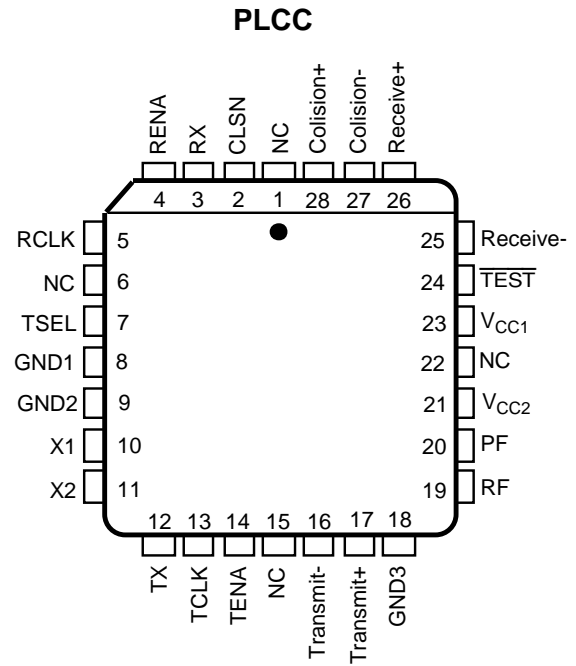 PLCC
RENA
RX
CLSN
NC
Colision+
Colision-
Receive+
4 3 2 1 28 27 26
RCLK 5 25 Receive-
NC 6 24 TEST
TSEL 7 23 VCC1
GND1 8 22 NC
GND2 9 21 VCC2
X1 10 20 PF
X2 11 19 RF
12 13 14 15 16 17 18
TX
TCLK
TENA
NC
Transmit-
Transmit+
GND3